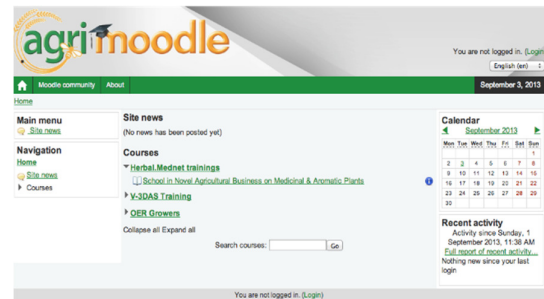 agrimoodle
You are not logged in. (Login)
English (en)
Moodle community About
September 3, 2013
Home
Main menu
Site news
Navigation
Home
Site news
Courses
Site news
(No news has been posted yet)
Courses
Herbal.Mednet trainings
School in Novel Agricultural Business on Medicinal & Aromatic Plants
V-3DAS Training
OER Growers
Collapse all Expand all
Search courses: Go
Calendar
September 2013
Mon Tue Wed Thu Fri Sat Sun
1
2 3 4 5 6 7 8
9 10 11 12 13 14 15
16 17 18 19 20 21 22
23 24 25 26 27 28 29
30
Recent activity
Activity since Sunday, 1
September 2013, 11:38 AM
Full report of recent activity...
Nothing new since your last
login
You are not logged in. (Login)